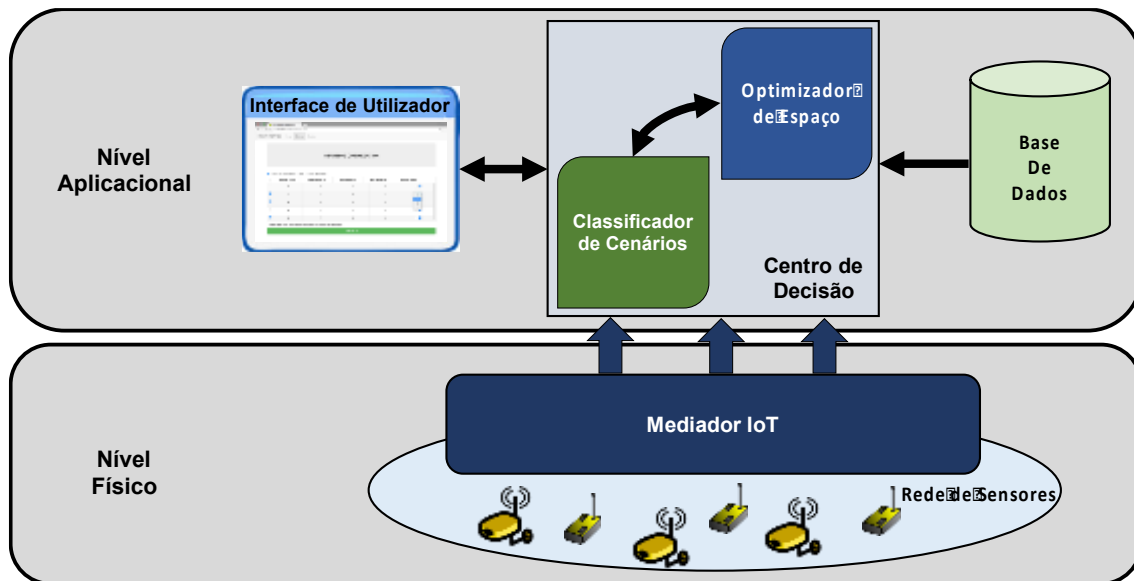 Nível
Aplicacional
Interface de Utilizador
Optimizador
de Espaço
Classificador
de Cenários
Centro de
Decisão
Base
De
Dados
Nível
Físico
Mediador IoT
Rede de Sensores